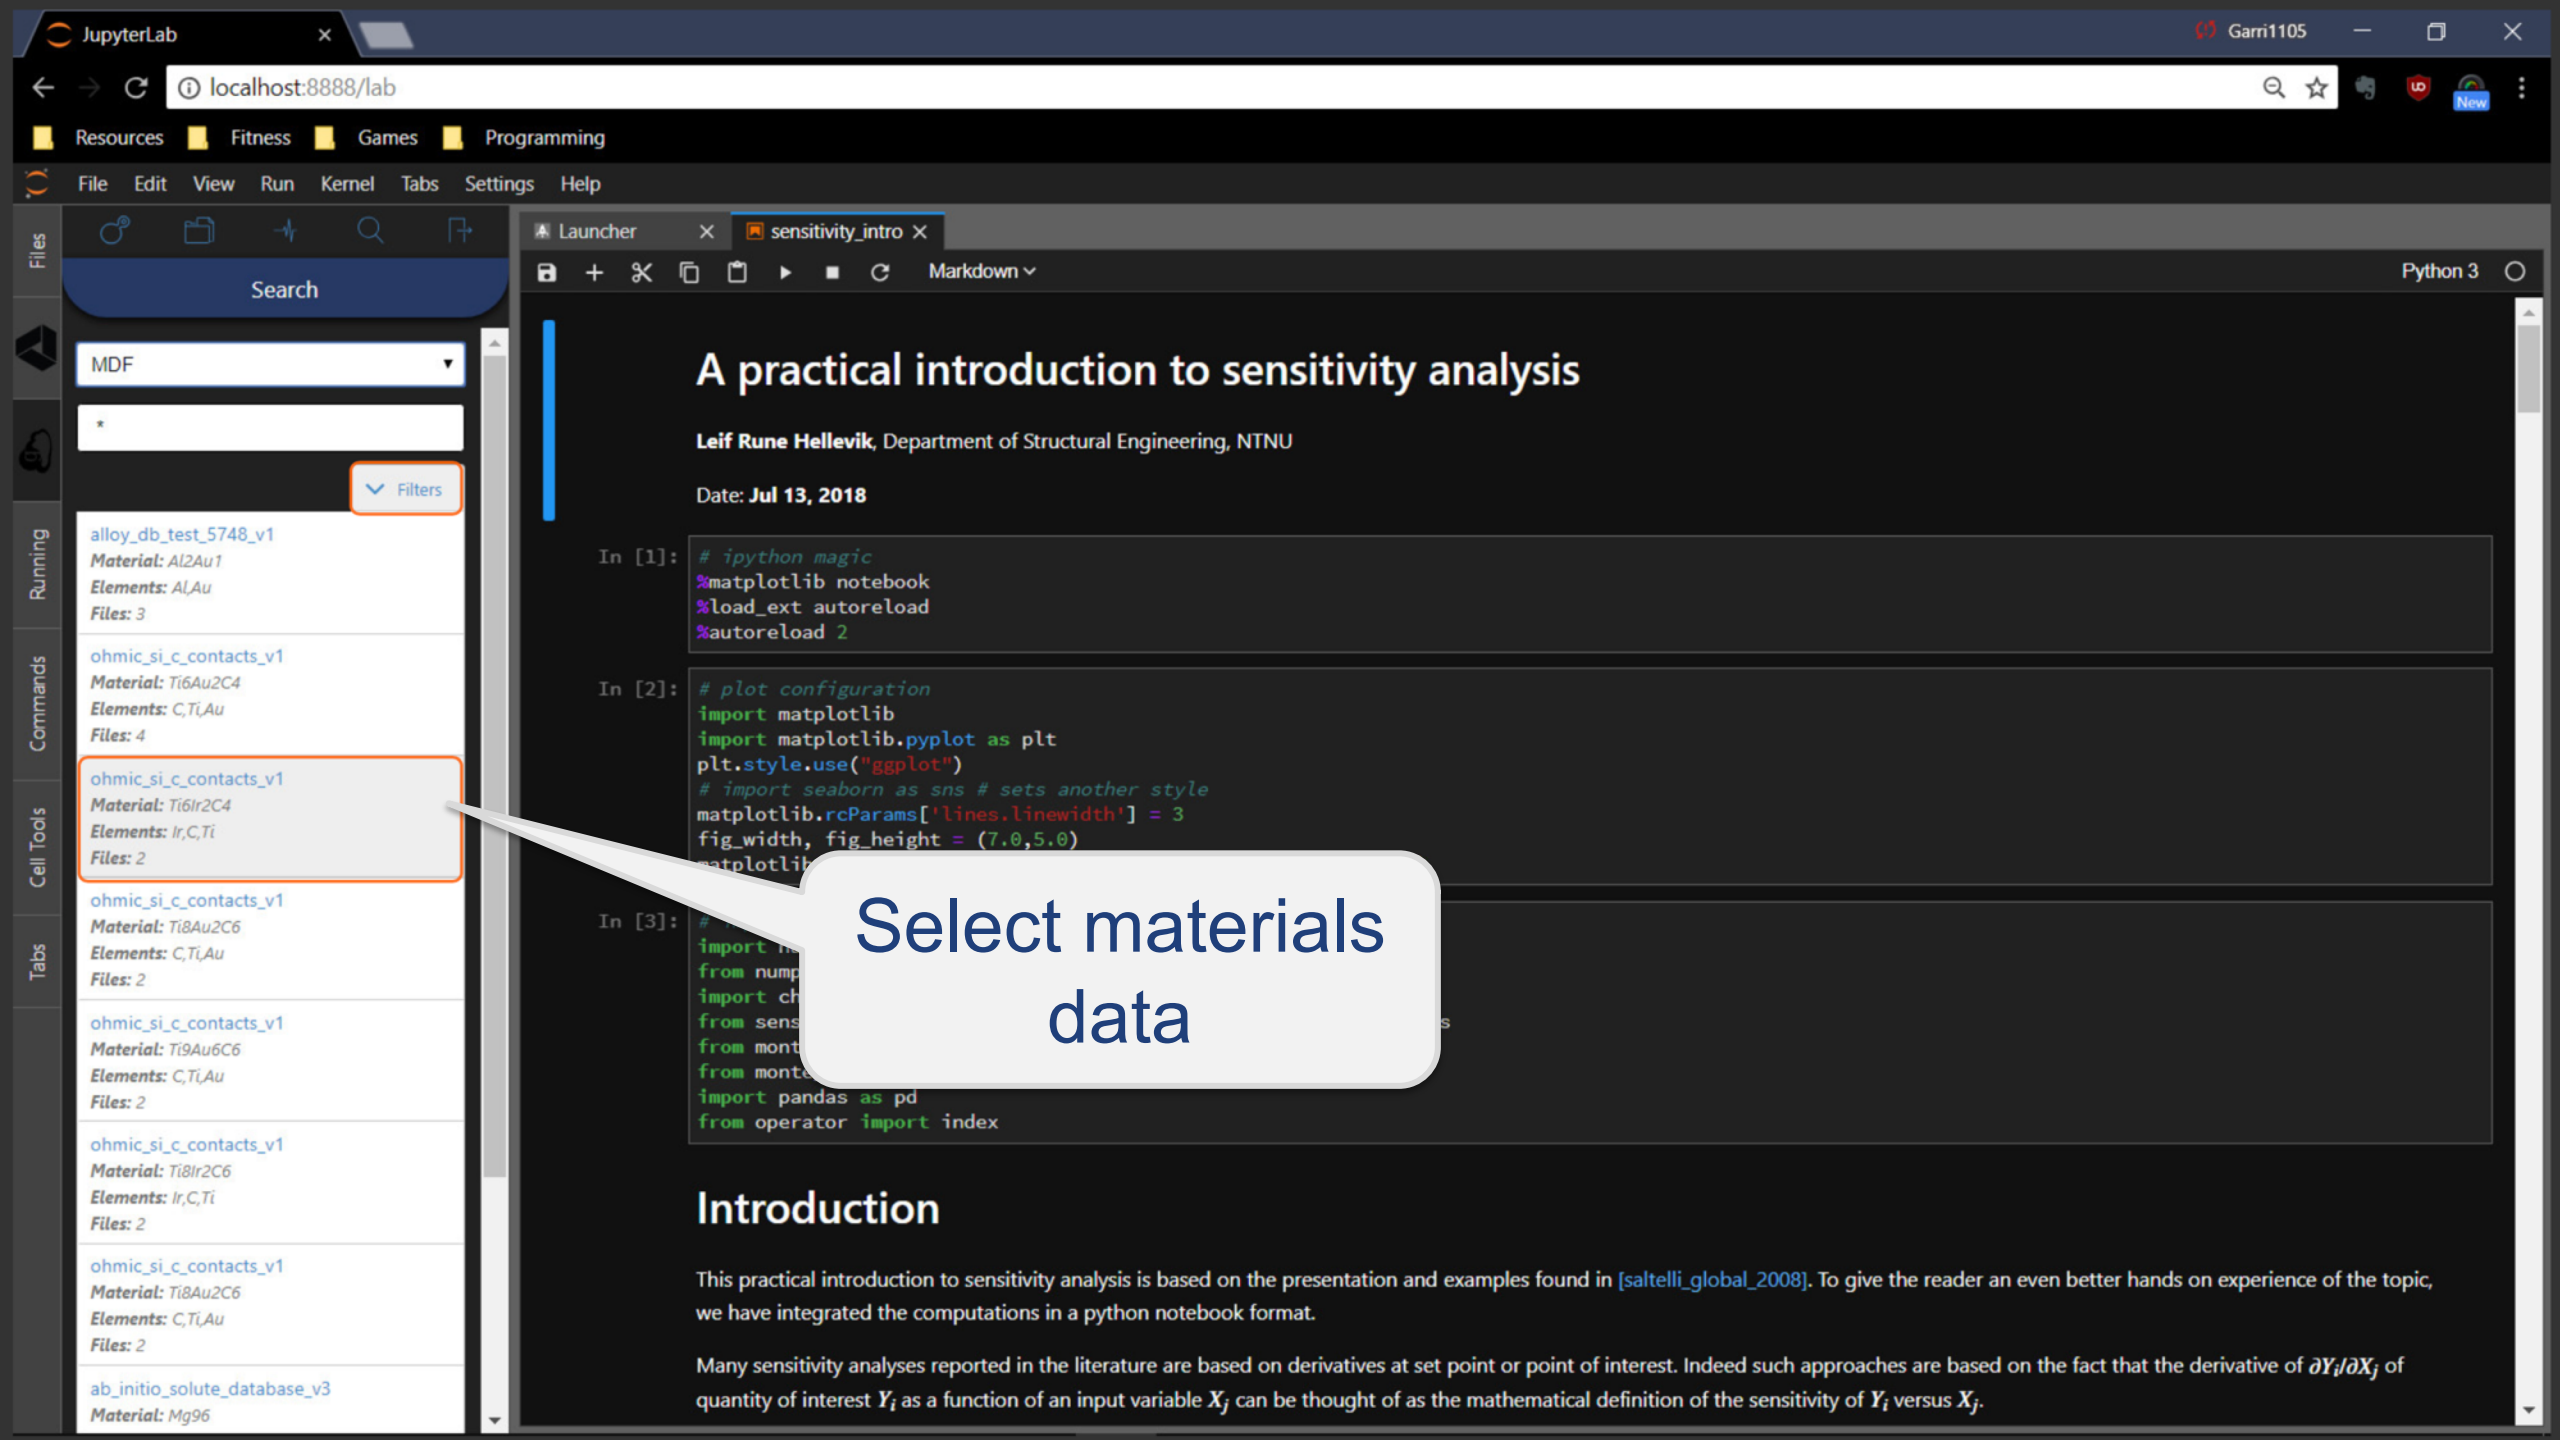 JupyterLab
Garri1105
localhost:8888/lab
New
Resources Fitness Games Programming
File Edit View Run Kernel Tabs Settings Help
Files
Running
Commands
Cell Tools
Tabs
Search
MDF
*
Filters
alloy_db_test_5748_v1
Material: Al2Au1
Elements: Al,Au
Files: 3
ohmic_si_c_contacts_v1
Material: Ti6Au2C4
Elements: C,Ti,Au
Files: 4
ohmic_si_c_contacts_v1
Material: Ti6Ir2C4
Elements: Ir,C,Ti
Files: 2
ohmic_si_c_contacts_v1
Material: Ti8Au2C6
Elements: C,Ti,Au
Files: 2
ohmic_si_c_contacts_v1
Material: Ti9Au6C6
Elements: C,Ti,Au
Files: 2
ohmic_si_c_contacts_v1
Material: Ti8Ir2C6
Elements: Ir,C,Ti
Files: 2
ohmic_si_c_contacts_v1
Material: Ti8Au2C6
Elements: C,Ti,Au
Files: 2
ab_initio_solute_database_v3
Material: Mg96
Launcher sensitivity_intro
Markdown Python 3
A practical introduction to sensitivity analysis
Leif Rune Hellevik, Department of Structural Engineering, NTNU
Date: Jul 13, 2018
In [1]: # ipython magic
%matplotlib notebook
%load_ext autoreload
%autoreload 2
In [2]: # plot configuration
import matplotlib
import matplotlib.pyplot as plt
plt.style.use("ggplot")
# import seaborn as sns # sets another style
matplotlib.rcParams['lines.linewidth'] = 3
fig_width, fig_height = (7.0,5.0)
In [3]: #
import
from
import
from
from
from
import pandas as pd
from operator import index
Select materials
data
Introduction
This practical introduction to sensitivity analysis is based on the presentation and examples found in [saltelli_global_2008]. To give the reader an even better hands on experience of the topic,
we have integrated the computations in a python notebook format.
Many sensitivity analyses reported in the literature are based on derivatives at set point or point of interest. Indeed such approaches are based on the fact that the derivative of ∂Yi/∂Xj of
quantity of interest Yi as a function of an input variable Xj can be thought of as the mathematical definition of the sensitivity of Yi versus Xj.